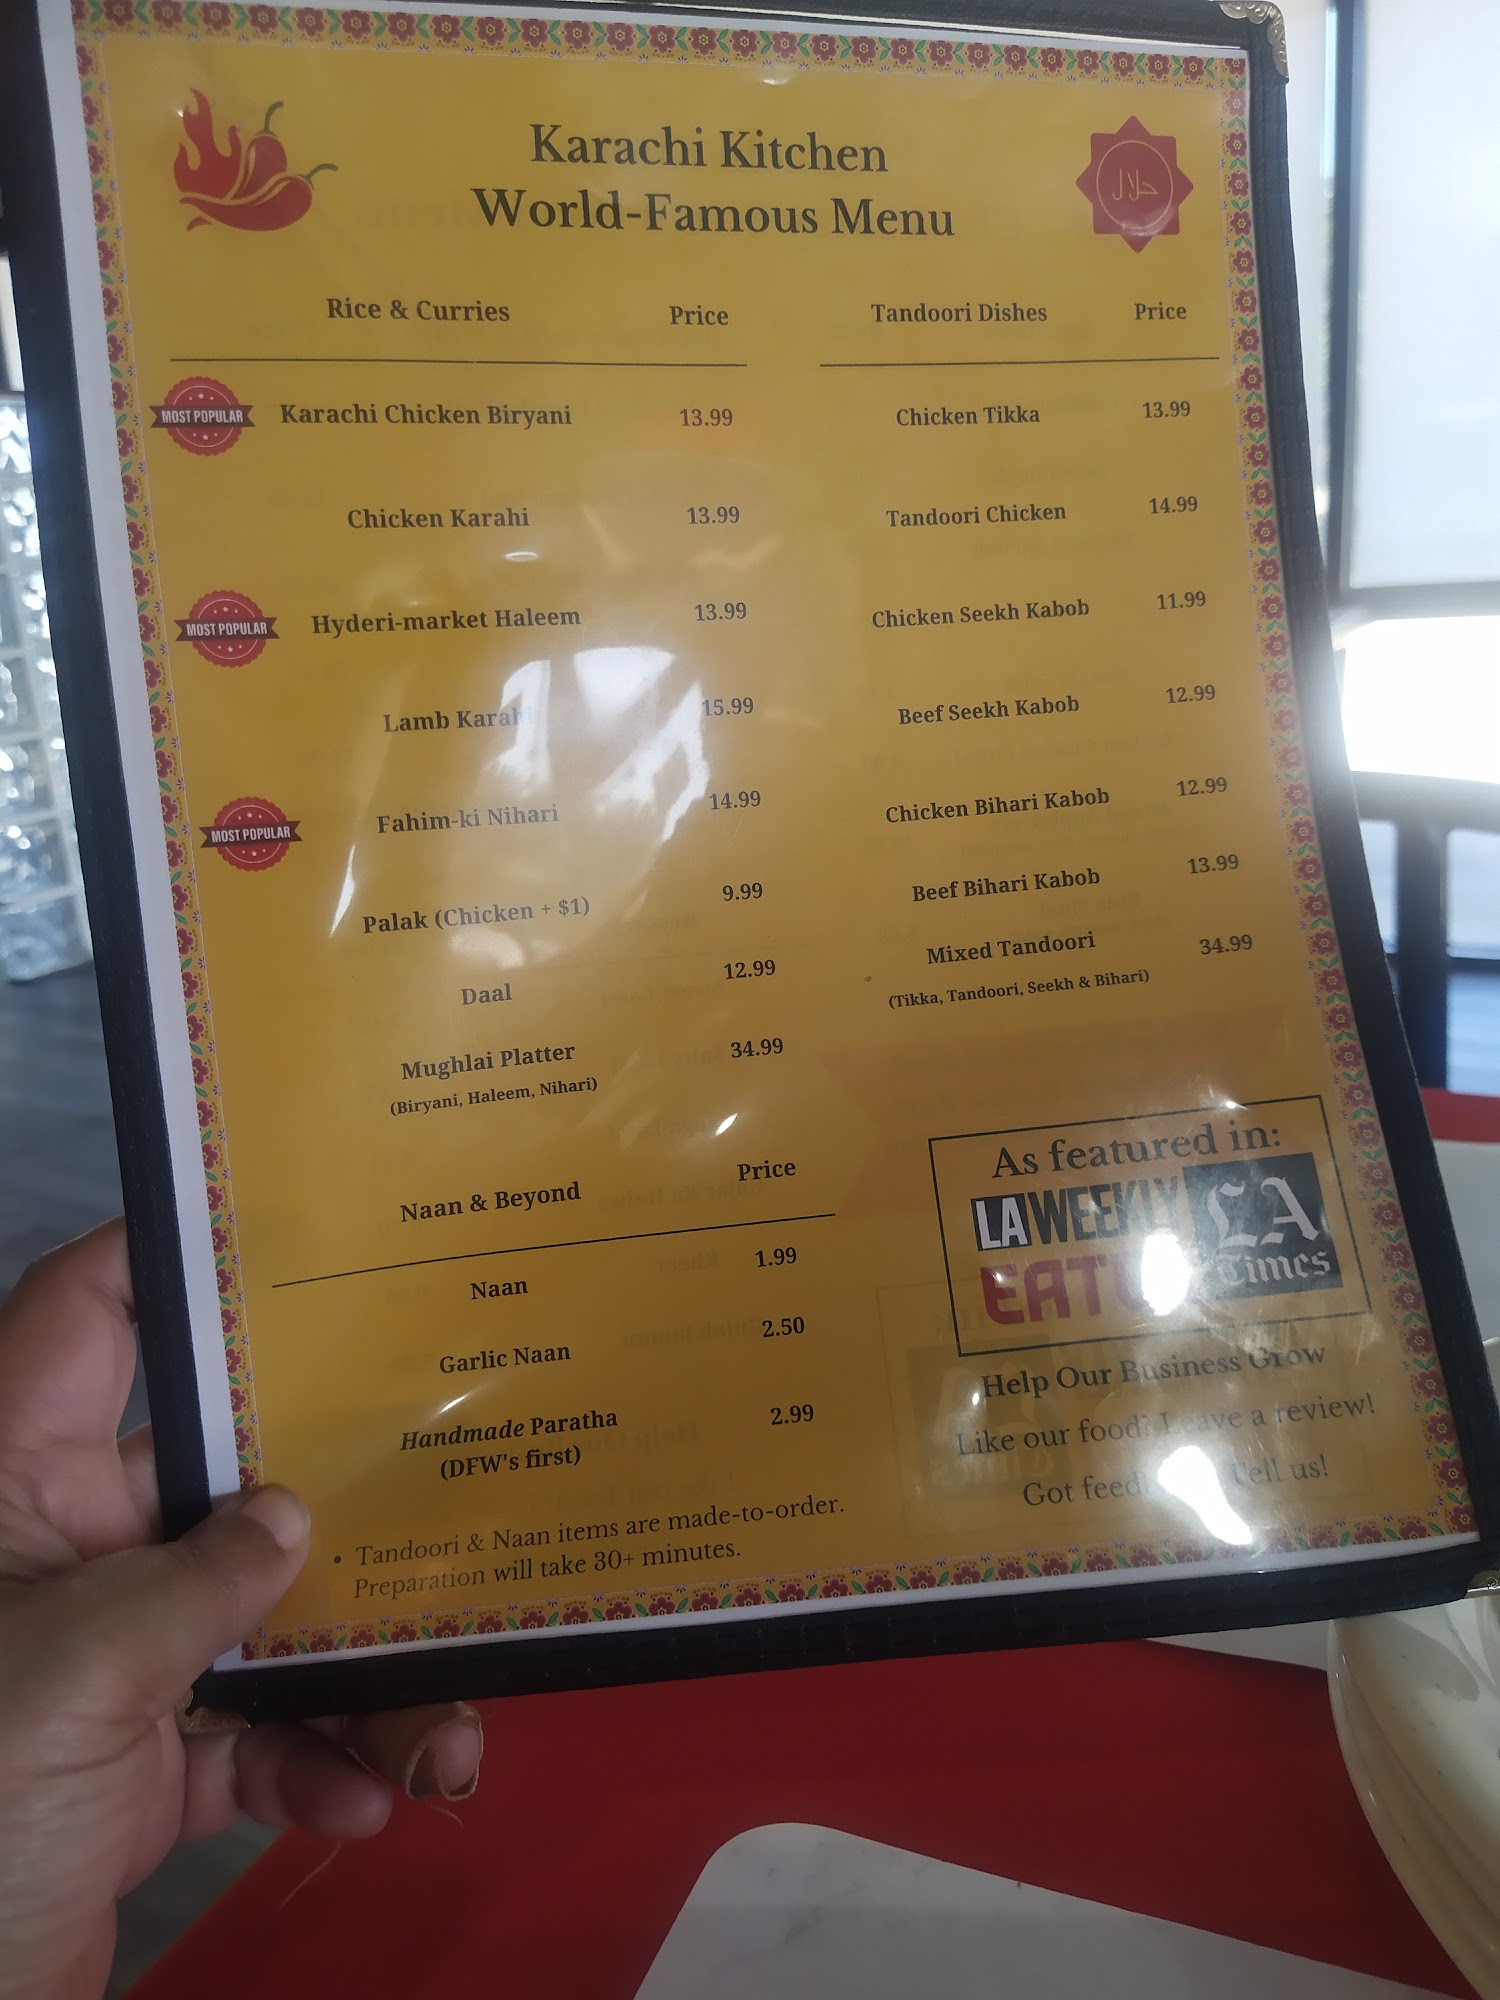 Karachi Kitchen
World-Famous Menu
حلال
Rice & Curries Price
MOST POPULAR Karachi Chicken Biryani 13.99
Chicken Karahi 13.99
MOST POPULAR Hyderi-market Haleem 13.99
Lamb Karahi 15.99
MOST POPULAR Fahim-ki Nihari 14.99
Palak (Chicken + $1) 9.99
Daal 12.99
Mughlai Platter 34.99
(Biryani, Haleem, Nihari)
Naan & Beyond Price
Naan 1.99
Garlic Naan 2.50
Handmade Paratha 2.99
(DFW's first)
• Tandoori & Naan items are made-to-order.
Preparation will take 30+ minutes.
Tandoori Dishes Price
Chicken Tikka 13.99
Tandoori Chicken 14.99
Chicken Seekh Kabob 11.99
Beef Seekh Kabob 12.99
Chicken Bihari Kabob 12.99
Beef Bihari Kabob 13.99
Mixed Tandoori 34.99
(Tikka, Tandoori, Seekh & Bihari)
As featured in:
LA WEEKLY
LA Times
Help Our Business Grow
Like our food? Leave a review!
Got Tell us!